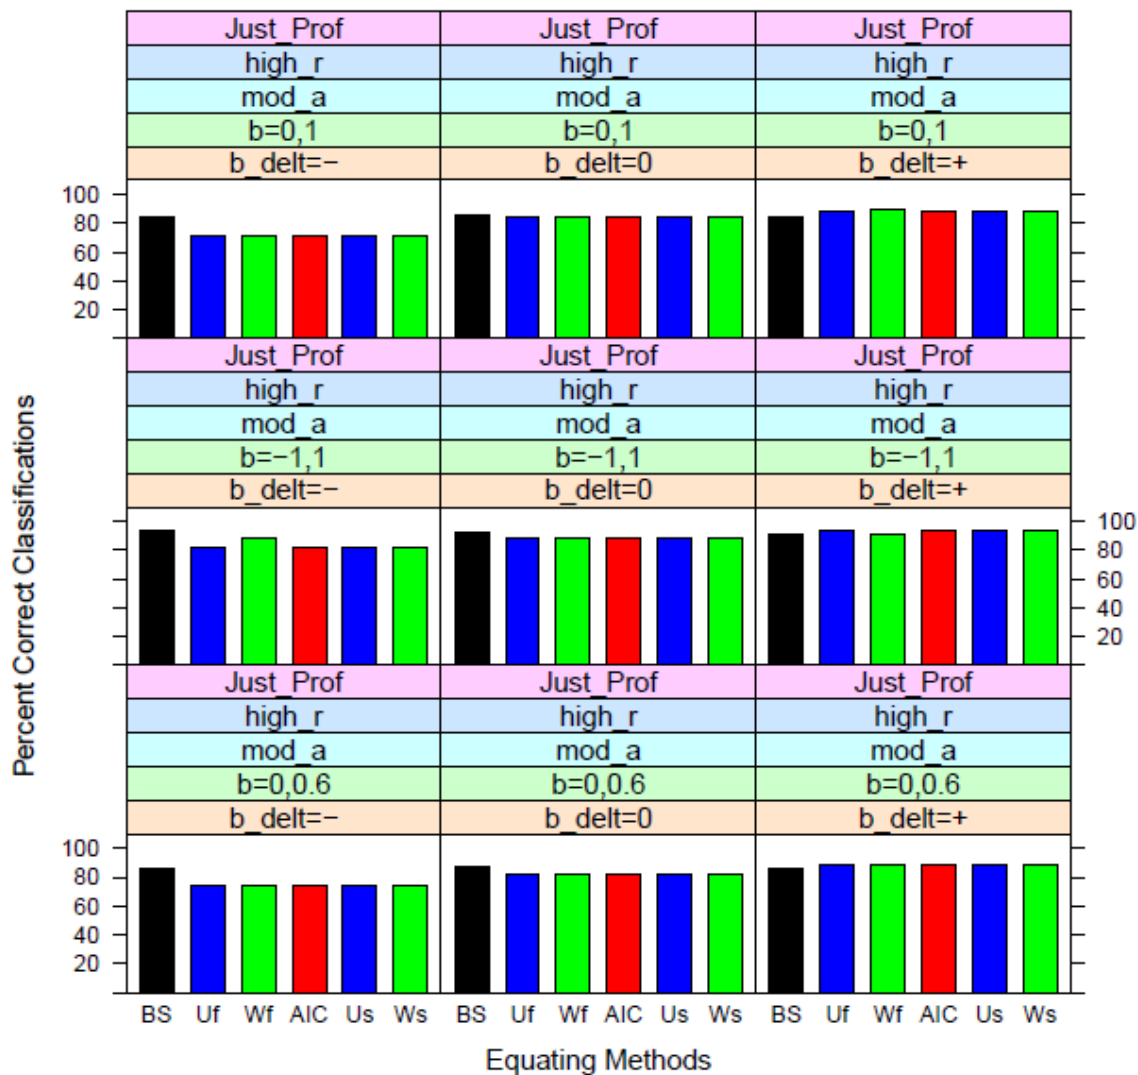 Just_Prof Just_Prof Just_Prof
high_r high_r high_r
mod_a mod_a mod_a
b=0,1 b=0,1 b=0,1
b_delt=− b_delt=0 b_delt=+
100
80
60
40
20
Just_Prof Just_Prof Just_Prof
high_r high_r high_r
mod_a mod_a mod_a
b=−1,1 b=−1,1 b=−1,1
b_delt=− b_delt=0 b_delt=+
100
80
60
40
20
Just_Prof Just_Prof Just_Prof
high_r high_r high_r
mod_a mod_a mod_a
b=0,0.6 b=0,0.6 b=0,0.6
b_delt=− b_delt=0 b_delt=+
100
80
60
40
20
BS Uf Wf AIC Us Ws BS Uf Wf AIC Us Ws BS Uf Wf AIC Us Ws
Equating Methods
Percent Correct Classifications